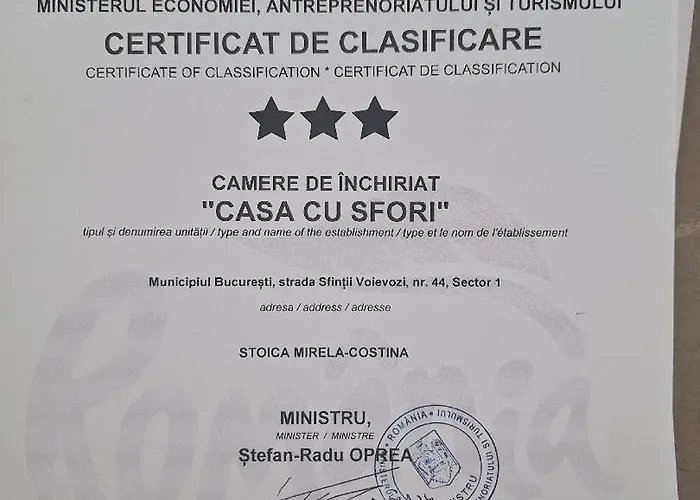 MINISTERUL ECONOMIEI, ANTREPRENORIATULUI ȘI TURISMULUI
CERTIFICAT DE CLASIFICARE
CERTIFICATE OF CLASSIFICATION * CERTIFICAT DE CLASSIFICATION
CAMERE DE ÎNCHIRIAT
"CASA CU SFORI"
tipul și denumirea unității / type and name of the establishment / type et le nom de l'établissement
Municipiul București, strada Sfinții Voievozi, nr. 44, Sector 1
adresa / address / adresse
STOICA MIRELA-COSTINA
România
MINISTRU,
MINISTER / MINISTRE
Ștefan-Radu OPREA
ROMÂNIA
ȘI TURISMULUI